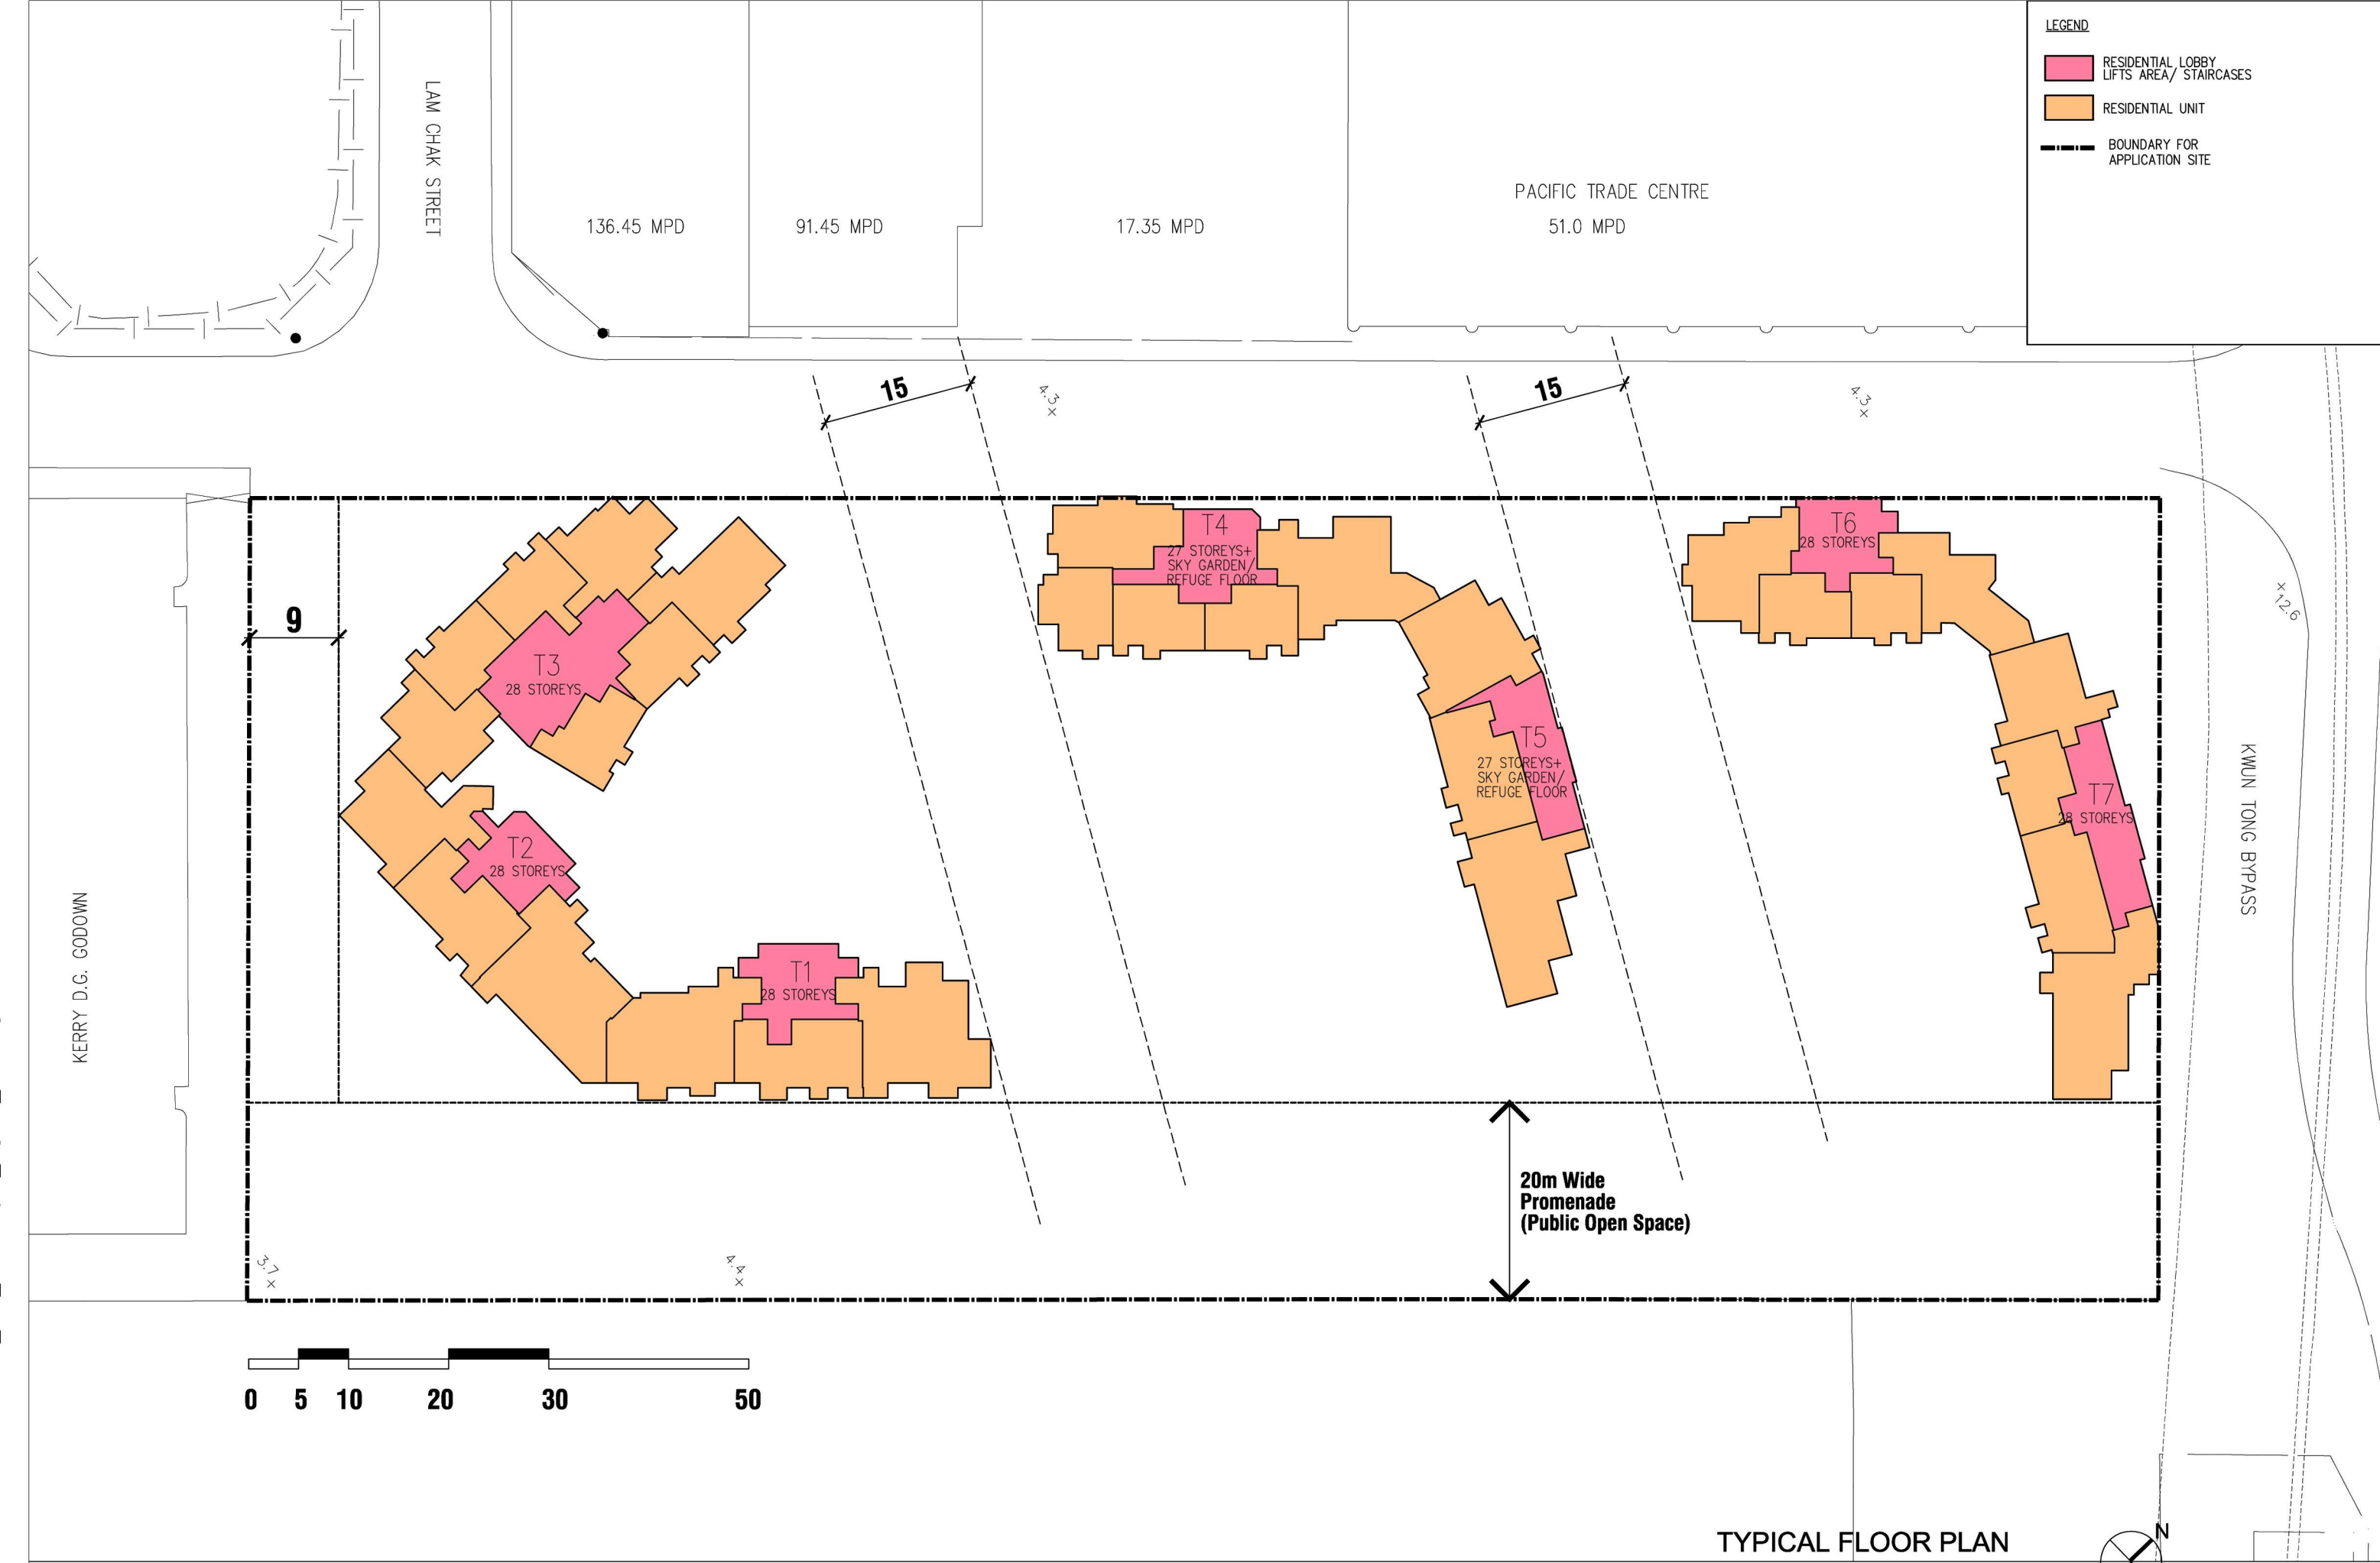 LEGEND
RESIDENTIAL LOBBY
LIFTS AREA/ STAIRCASES
RESIDENTIAL UNIT
BOUNDARY FOR
APPLICATION SITE
LAM CHAK STREET
136.45 MPD
91.45 MPD
17.35 MPD
PACIFIC TRADE CENTRE
51.0 MPD
15
4.3
15
4.3
9
T3
28 STOREYS
T4
27 STOREYS+
SKY GARDEN/
REFUGE FLOOR
T6
28 STOREYS
12.6
T5
27 STOREYS+
SKY GARDEN/
REFUGE FLOOR
T7
28 STOREYS
KWUN TONG BYPASS
T2
28 STOREYS
T1
28 STOREYS
KERRY D.G. GODOWN
20m Wide
Promenade
(Public Open Space)
3.7
4.4
0 5 10 20 30 50
TYPICAL FLOOR PLAN
N